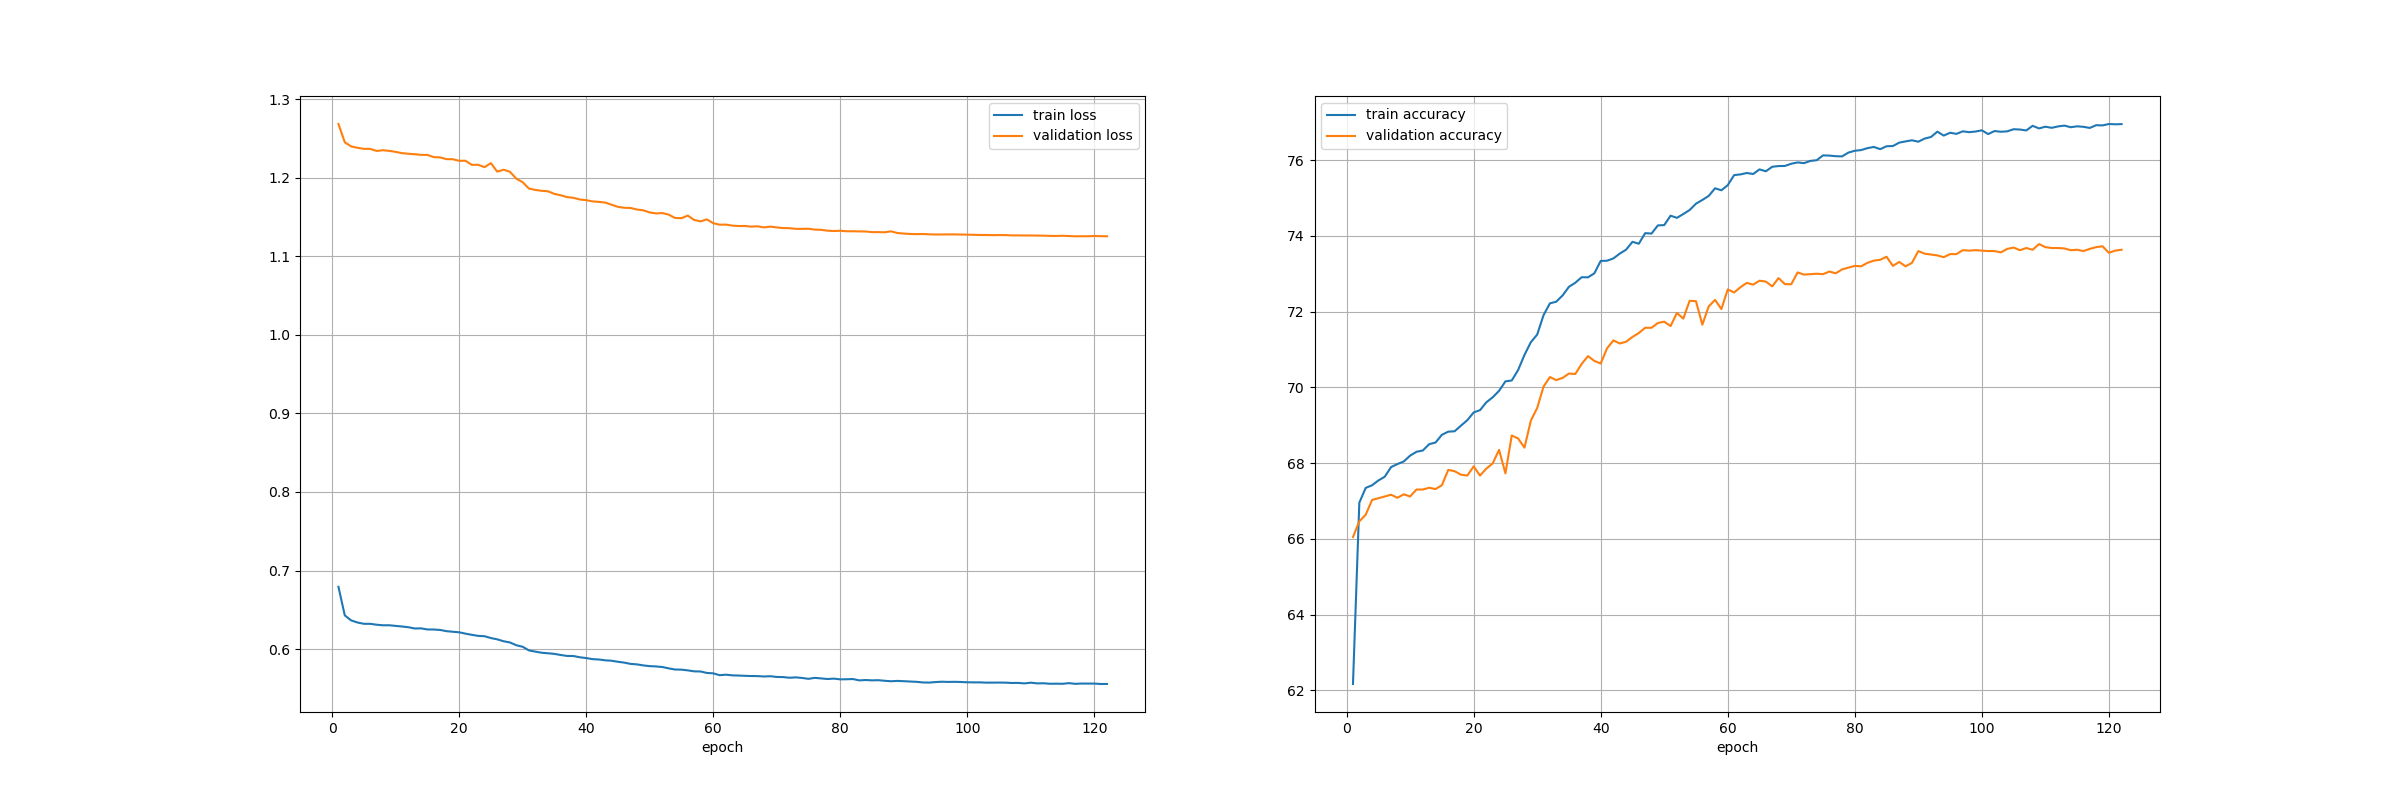 1.3
1.2
1.1
1.0
0.9
0.8
0.7
0.6
0 20 40 60 80 100 120
epoch
train loss
validation loss
76
74
72
70
68
66
64
62
0 20 40 60 80 100 120
epoch
train accuracy
validation accuracy